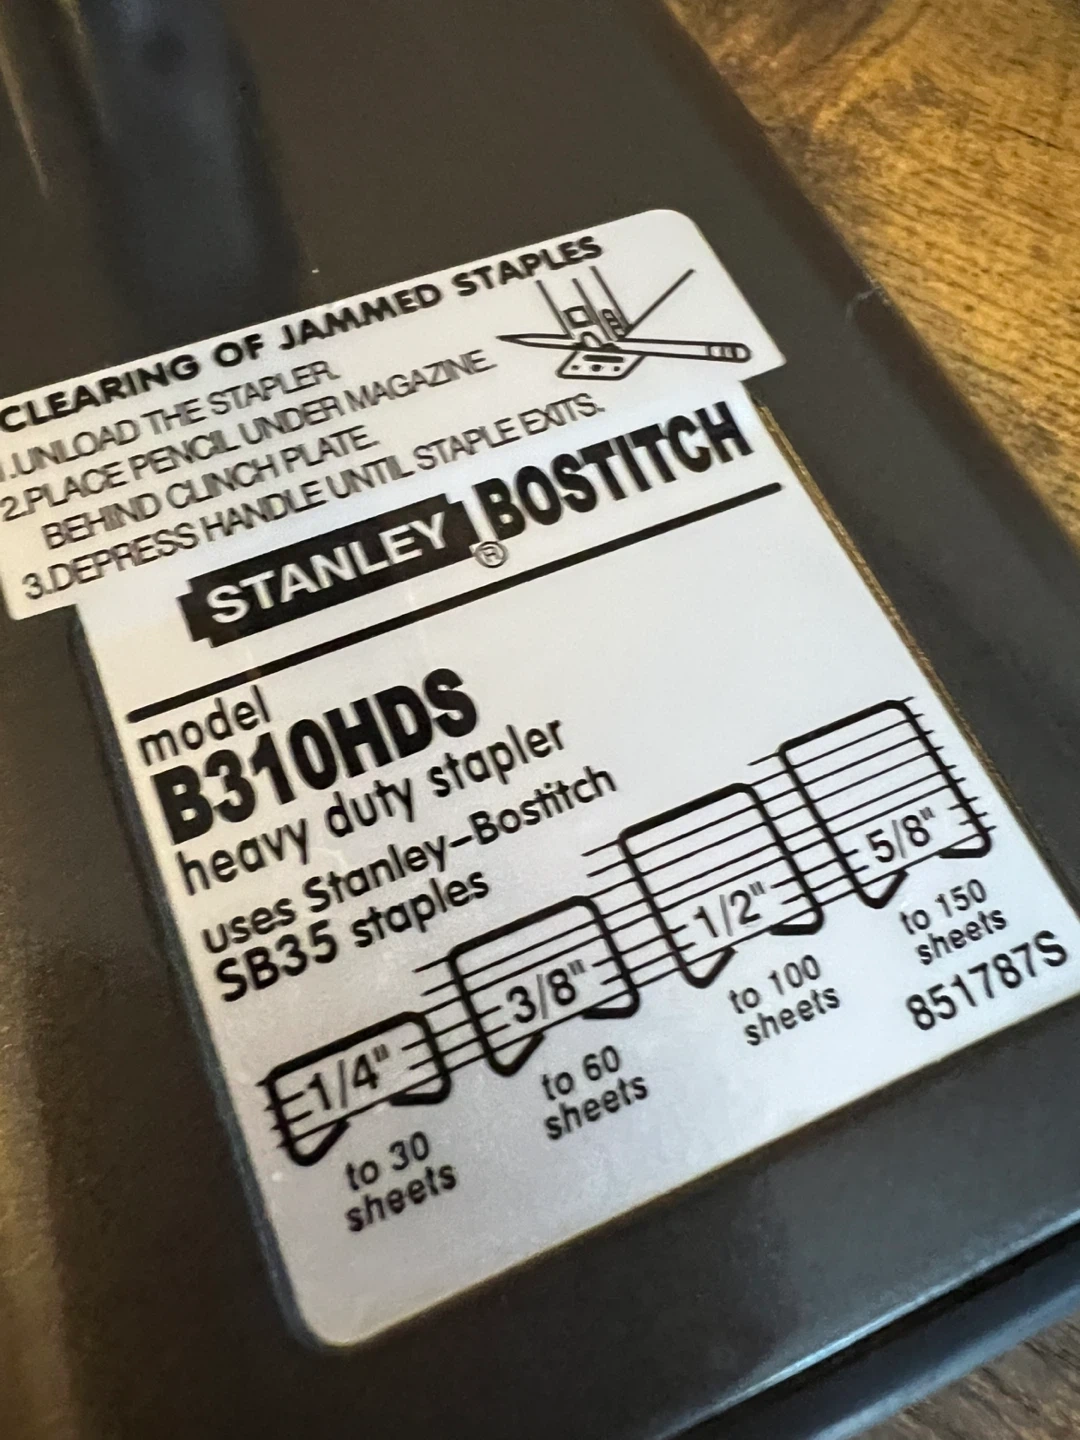 CLEARING OF JAMMED STAPLES
1.UNLOAD THE STAPLER.
2.PLACE PENCIL UNDER MAGAZINE
BEHIND CLINCH PLATE.
3.DEPRESS HANDLE UNTIL STAPLE EXITS.
STANLEY BOSTITCH
®
model
B310HDS
heavy duty stapler
uses Stanley–Bostitch
SB35 staples
1/4"
to 30
sheets
3/8"
to 60
sheets
1/2"
to 100
sheets
5/8"
to 150
sheets
851787S